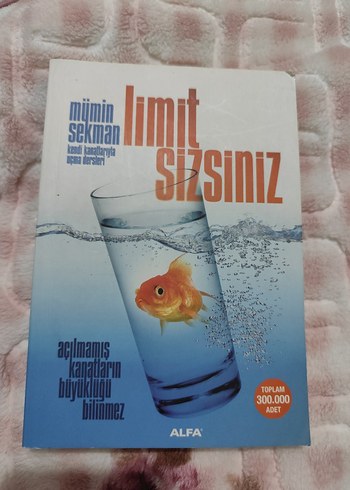 mümin
sekman
kendi kanatlarıyla
uçma dersleri
limit
sizsiniz
açılmamış
kanatların
büyüklüğü
bilinmez
TOPLAM
300.000
ADET
ALFA